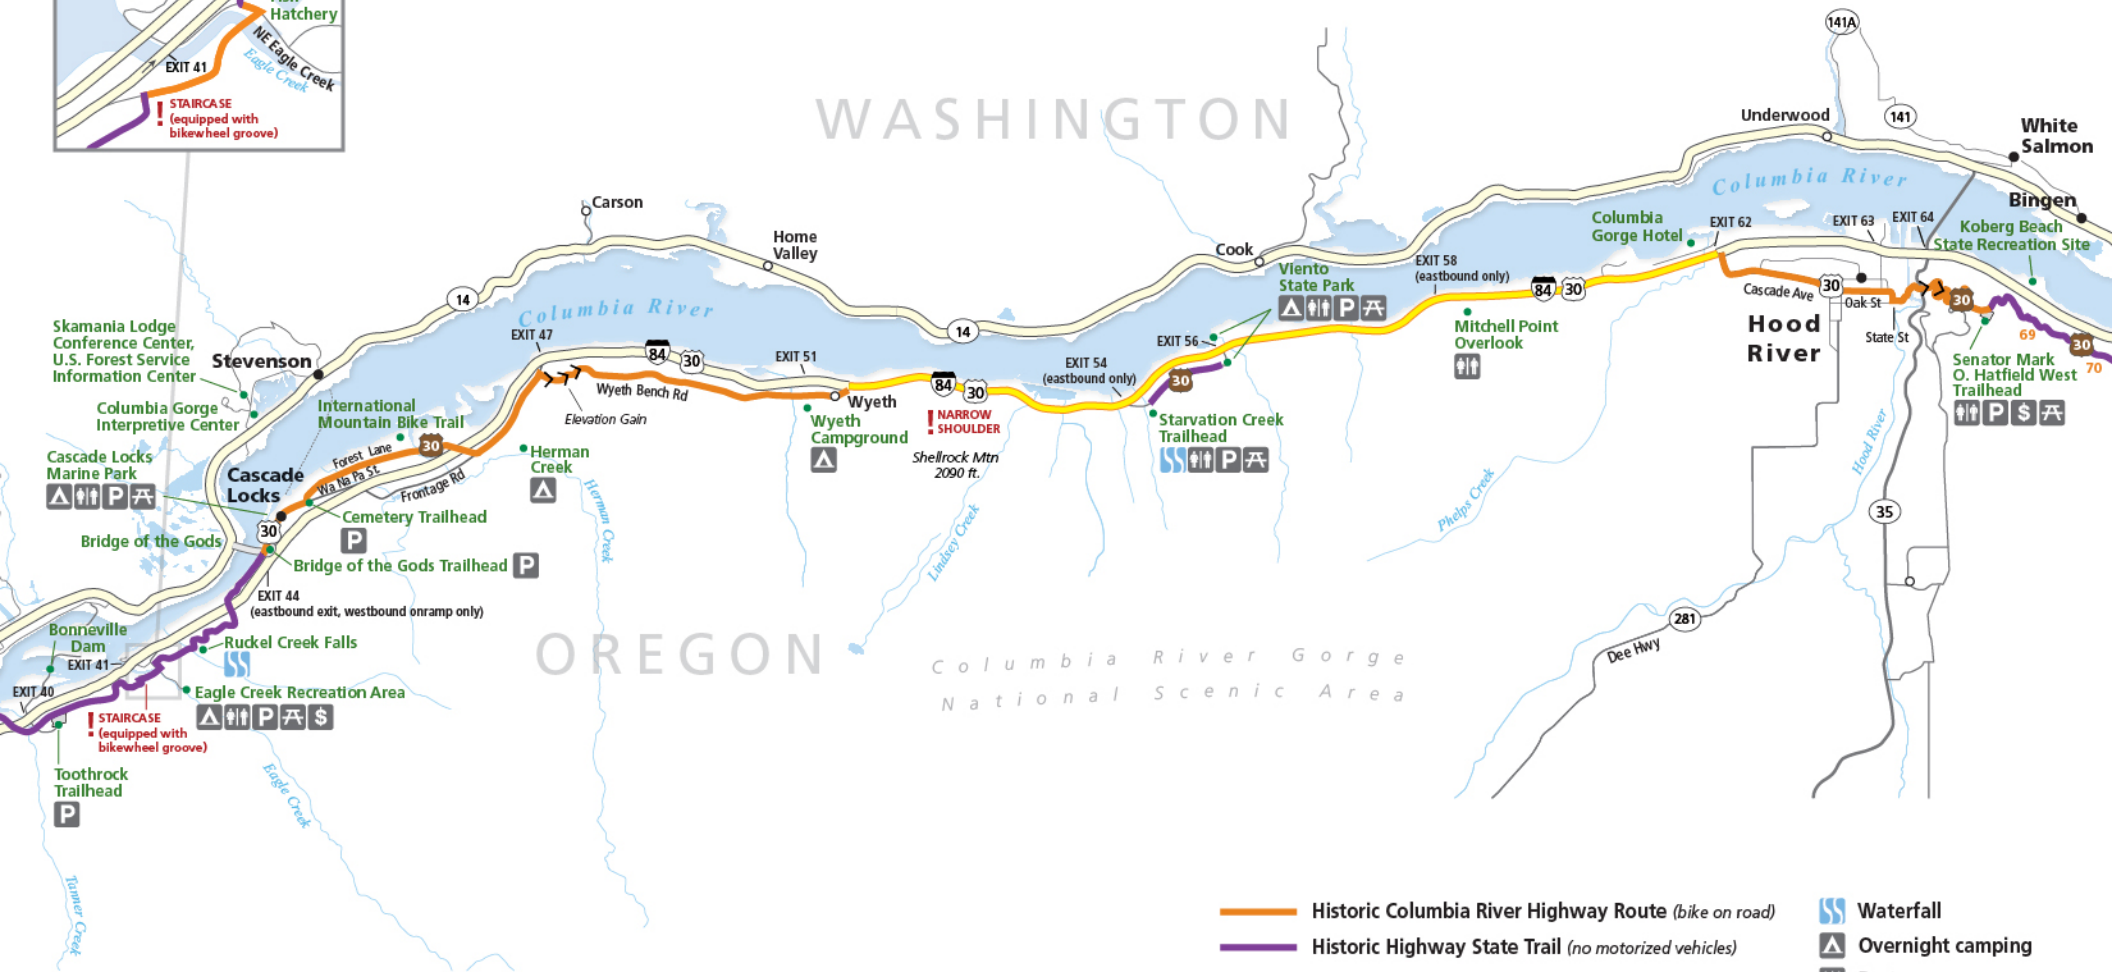 Hatchery
NE Eagle Creek
Eagle Creek
EXIT 41
! STAIRCASE
(equipped with
bikewheel groove)
WASHINGTON
141A
141
Underwood
White
Salmon
Bingen
Columbia River
Columbia
Gorge Hotel
EXIT 62
EXIT 63
EXIT 64
Koberg Beach
State Recreation Site
Carson
Home
Valley
Cook
14
14
Columbia River
EXIT 58
(eastbound only)
Viento
State Park
P
84
30
Mitchell Point
Overlook
Cascade Ave
30
Oak St
State St
Hood
River
30
69
30
70
Senator Mark
O. Hatfield West
Trailhead
P $
Skamania Lodge
Conference Center,
U.S. Forest Service
Information Center
Stevenson
Columbia Gorge
Interpretive Center
International
Mountain Bike Trail
EXIT 47
84
30
EXIT 51
Wyeth Bench Rd
Elevation Gain
Wyeth
Wyeth
Campground
84
30
! NARROW
SHOULDER
Shellrock Mtn
2090 ft.
EXIT 54
(eastbound only)
EXIT 56
30
Starvation Creek
Trailhead
P
Cascade Locks
Marine Park
P
Cascade
Locks
Forest Lane
30
Wa Na Pa St.
Frontage Rd
Herman
Creek
Herman Creek
Cemetery Trailhead
P
30
Bridge of the Gods
Bridge of the Gods Trailhead P
EXIT 44
(eastbound exit, westbound onramp only)
Lindsey Creek
Phelps Creek
Hood River
35
281
Dee Hwy
Bonneville
Dam
EXIT 41
EXIT 40
Ruckel Creek Falls
Eagle Creek Recreation Area
P $
! STAIRCASE
(equipped with
bikewheel groove)
Toothrock
Trailhead
P
Eagle Creek
Tanner Creek
OREGON
Columbia River Gorge
National Scenic Area
Historic Columbia River Highway Route (bike on road)
Historic Highway State Trail (no motorized vehicles)
Waterfall
Overnight camping